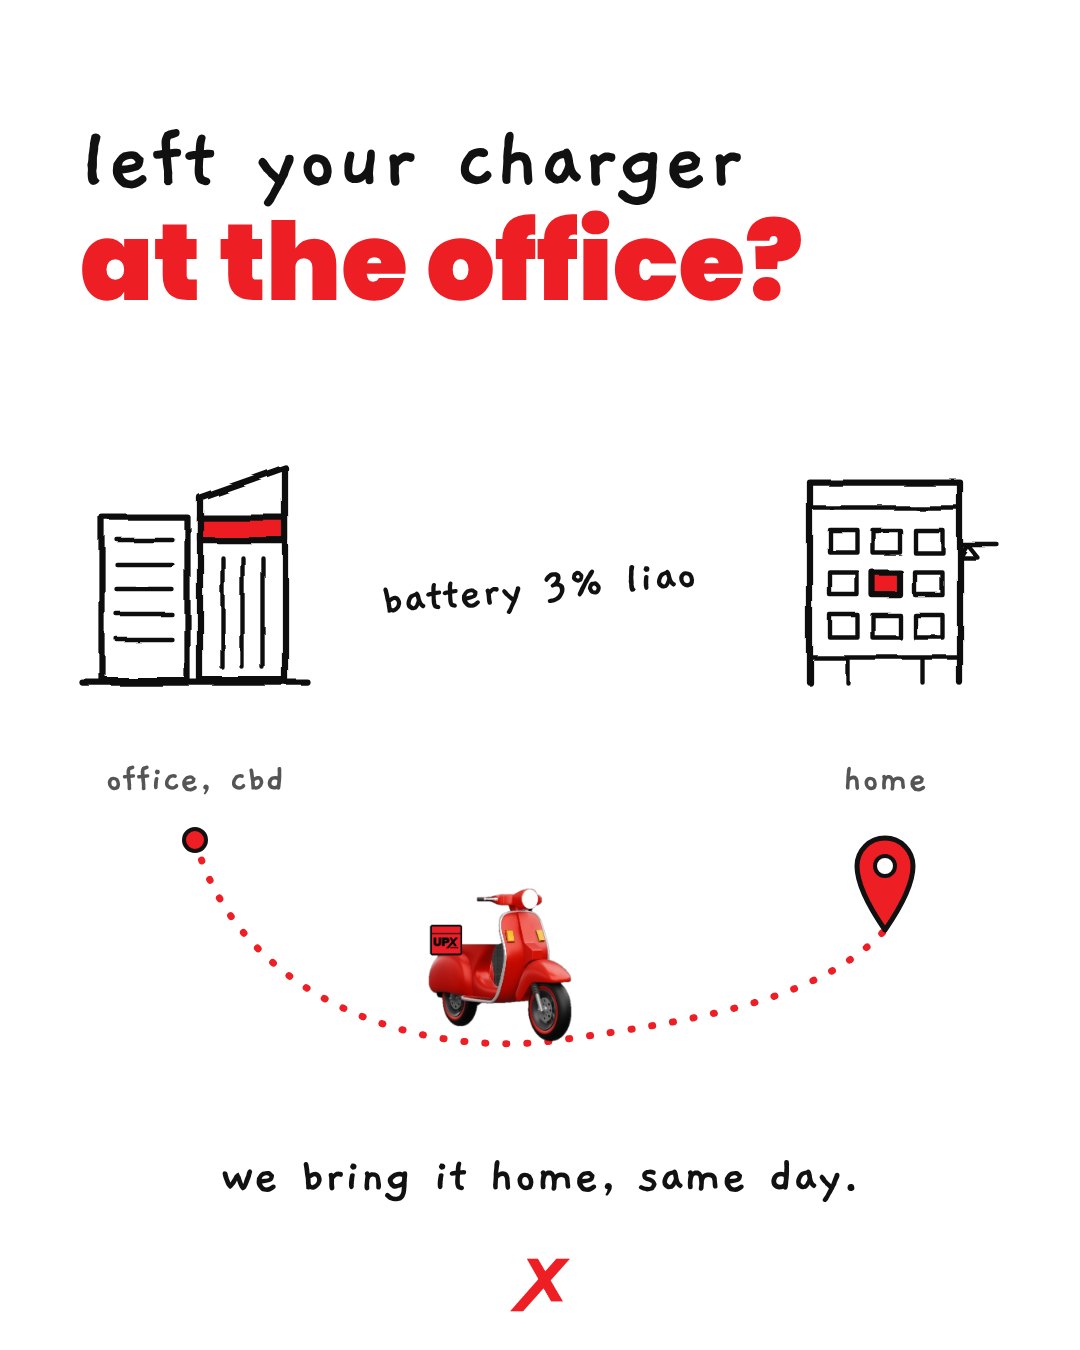 left your charger
at the office?
battery 3% liao
office, cbd
home
UPX
we bring it home, same day.
X